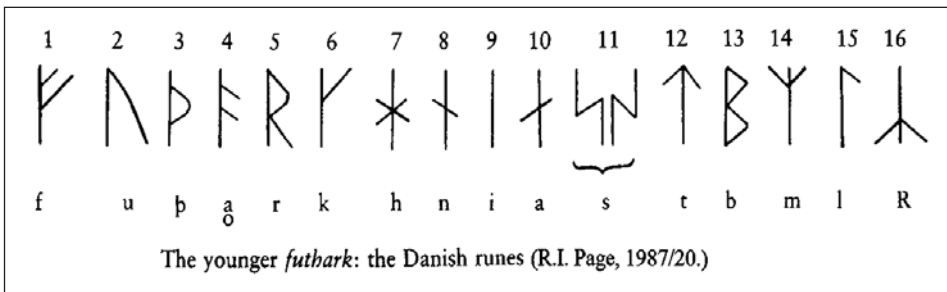 1 2 3 4 5 6 7 8 9 10 11 12 13 14 15 16
ᚠ ᚢ ᚦ ᚬ ᚱ ᚴ ᚼ ᚾ ᛁ ᛅ ᛋ ᛏ ᛒ ᛘ ᛚ ᛦ
f u þ ą r k h n i a s t b m l R
o
The younger futhark: the Danish runes (R.I. Page, 1987/20.)